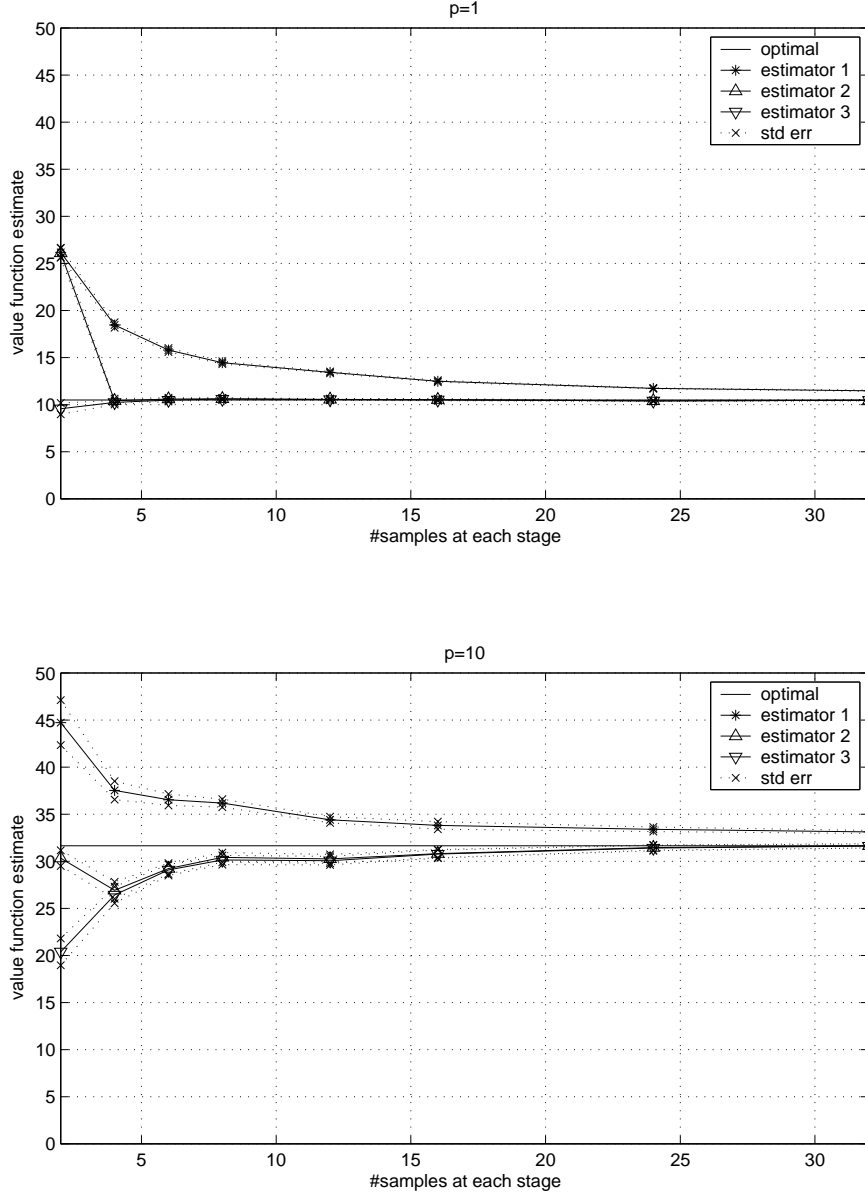 p=1
50
45
40
35
30
25
20
15
10
5
0
value function estimate
optimal
estimator 1
estimator 2
estimator 3
std err
5
10
15
20
25
30
#samples at each stage
p=10
50
45
40
35
30
25
20
15
10
5
0
value function estimate
optimal
estimator 1
estimator 2
estimator 3
std err
5
10
15
20
25
30
#samples at each stage